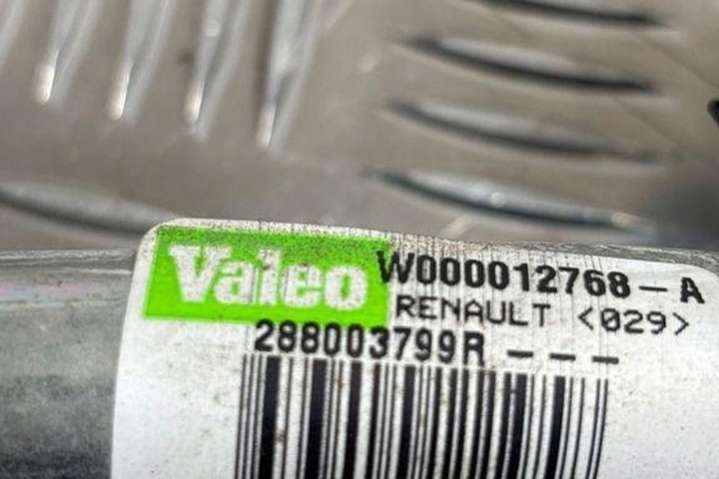 Valeo W000012768-A
RENAULT <029>
288003799R ---